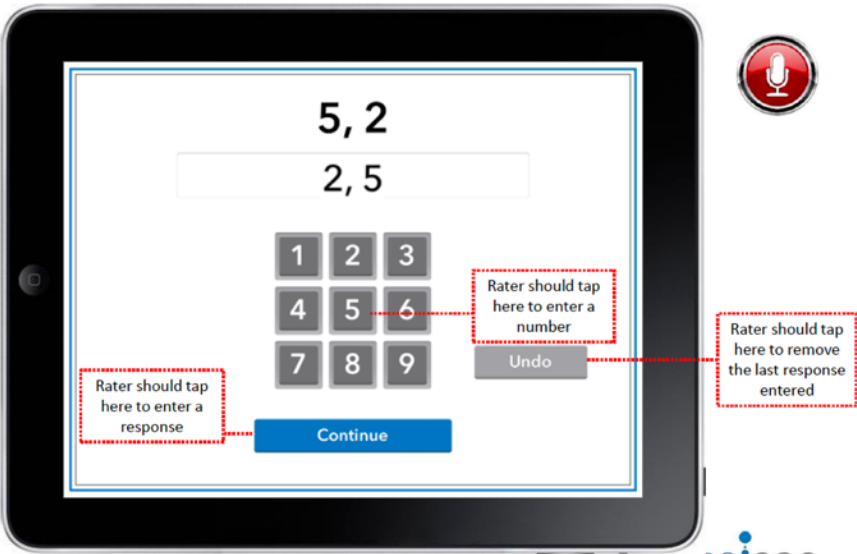 5, 2
2, 5
1 2 3
4 5 6
7 8 9
Rater should tap
here to enter a
number
Undo
Rater should tap
here to remove
the last response
entered
Rater should tap
here to enter a
response
Continue